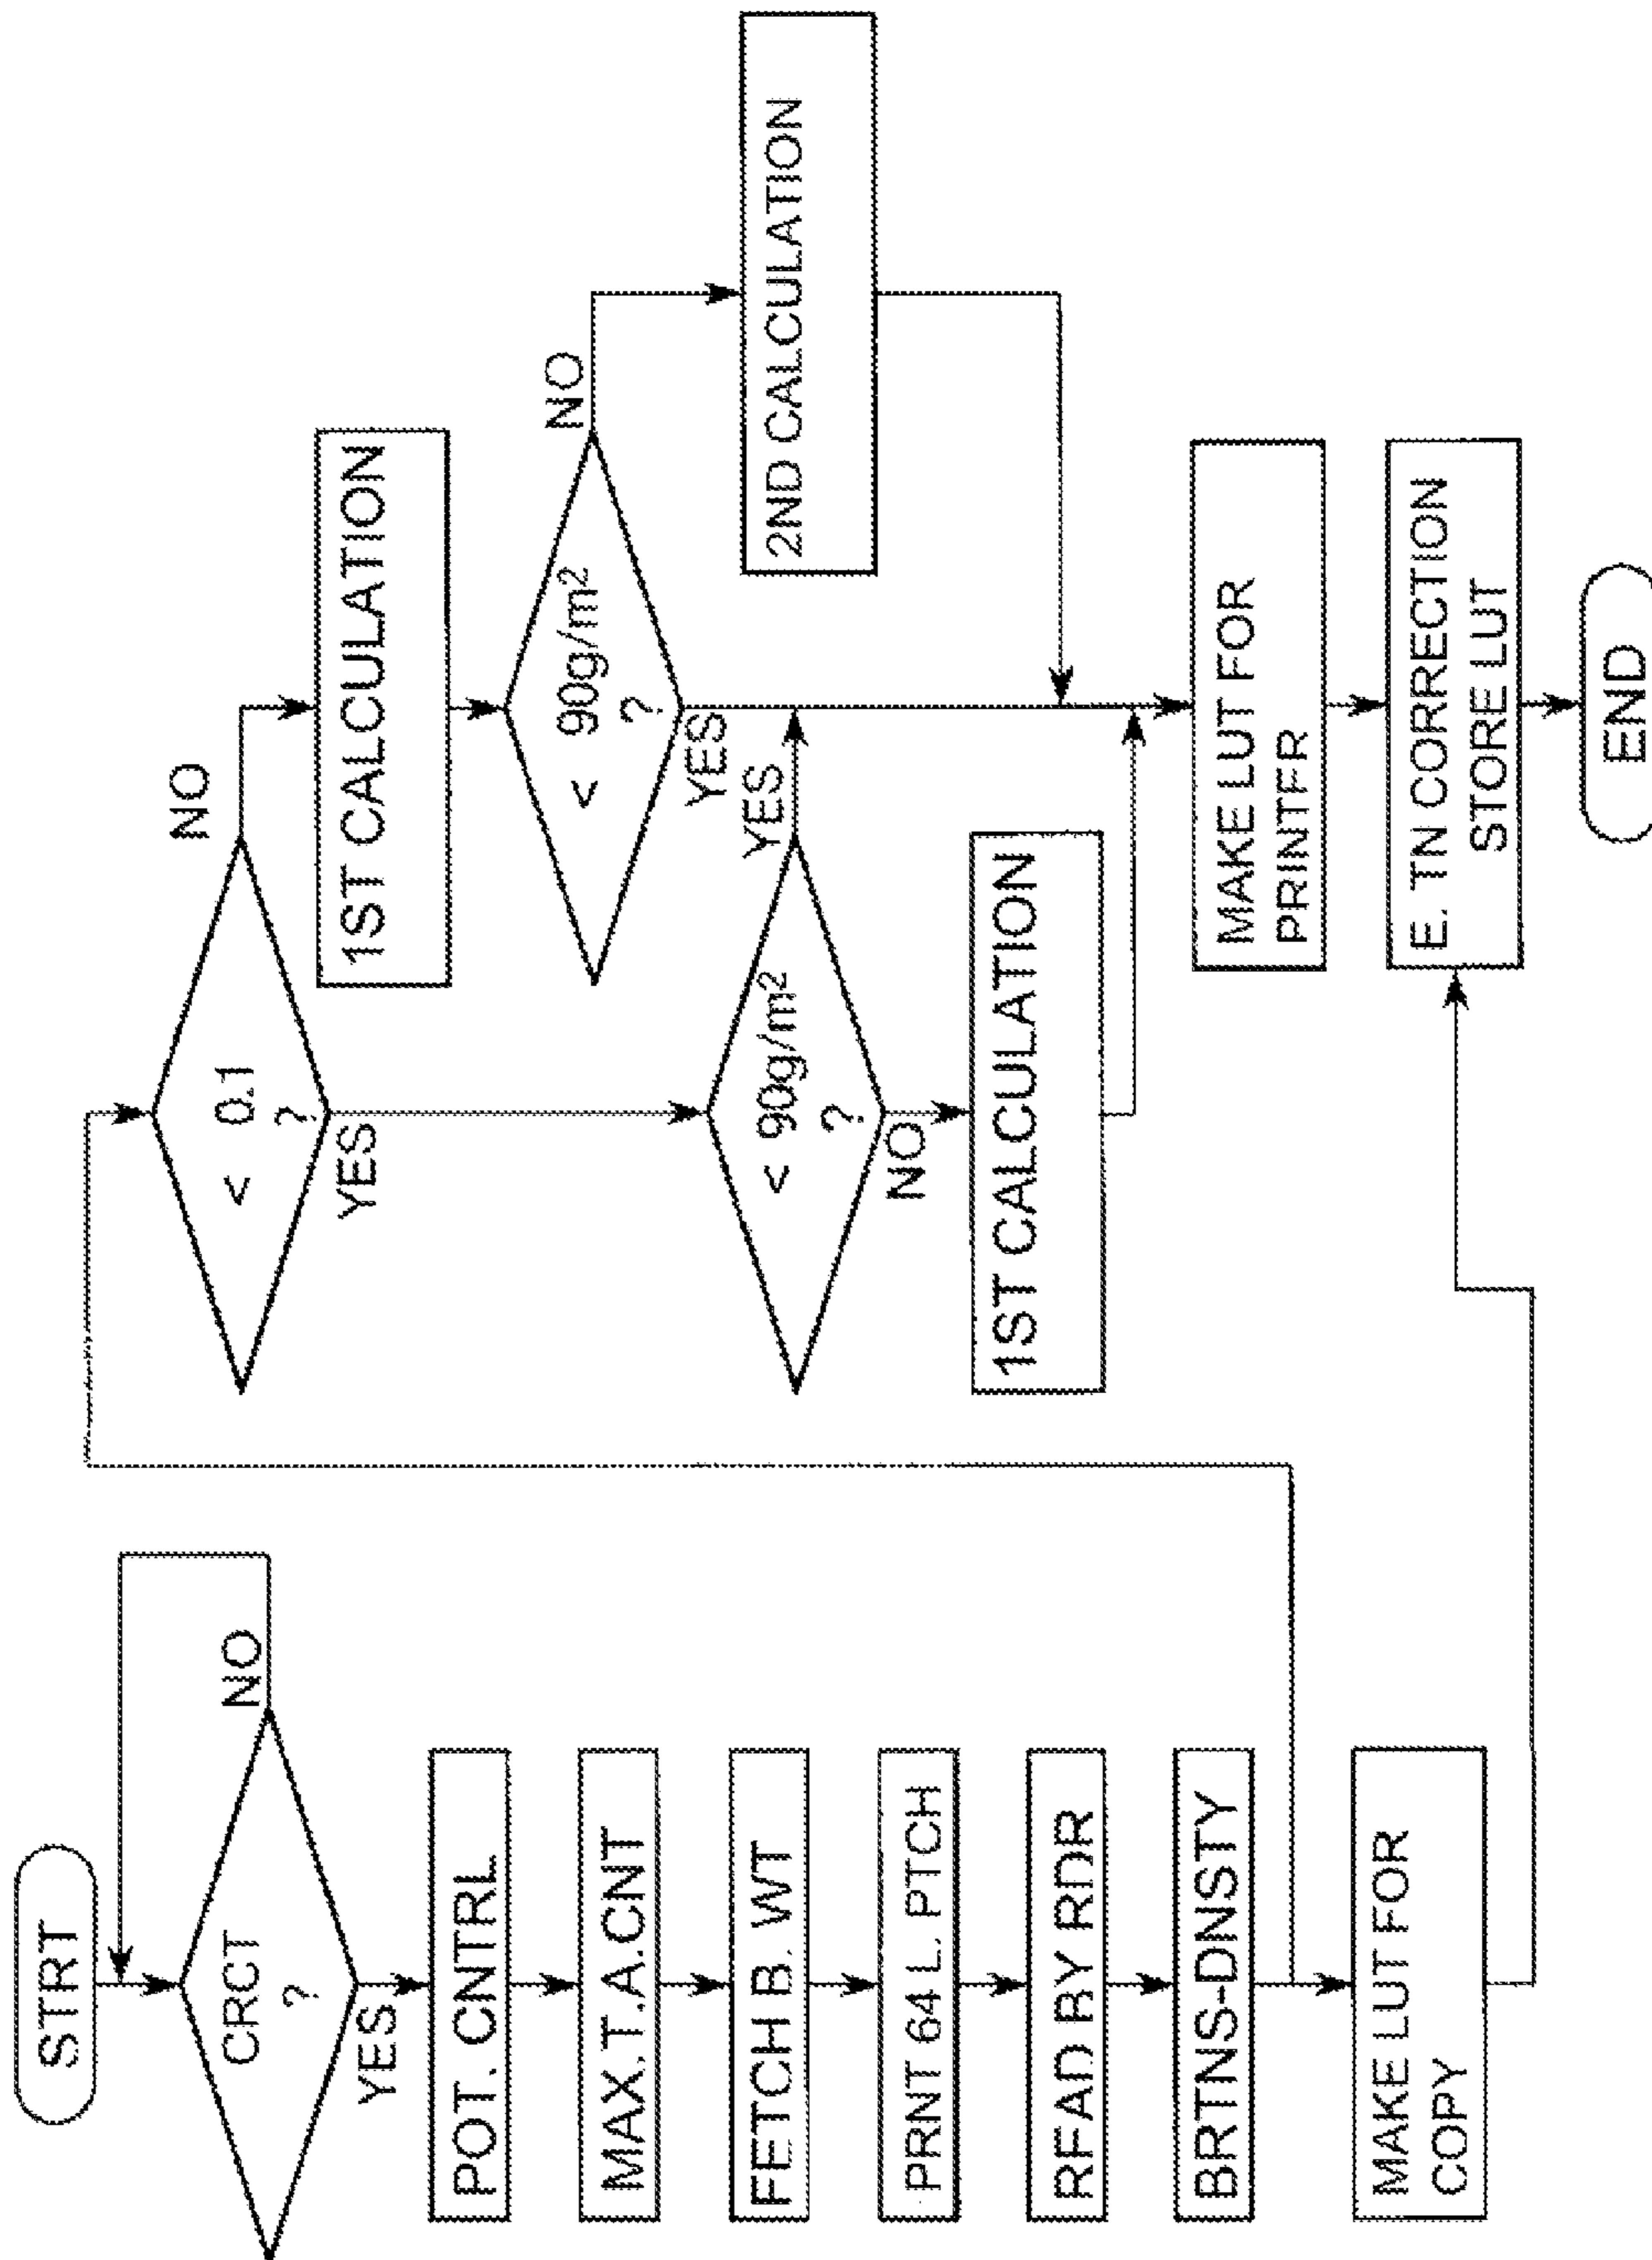 STRT
CRCT
?
NO
YES
POT. CNTRL
MAX.T.A.CNT
FETCH B. WT
PRNT 64 L. PTCH
RFAD BY RDR
BRTNS-DNSTY
MAKE LUT FOR
COPY
< 0.1
?
NO
YES
1ST CALCULATION
< 90g/m²
?
NO
YES
2ND CALCULATION
< 90g/m²
?
YES
NO
1ST CALCULATION
MAKE LUT FOR
PRINTFR
E. TN CORRECTION
STORE LUT
END